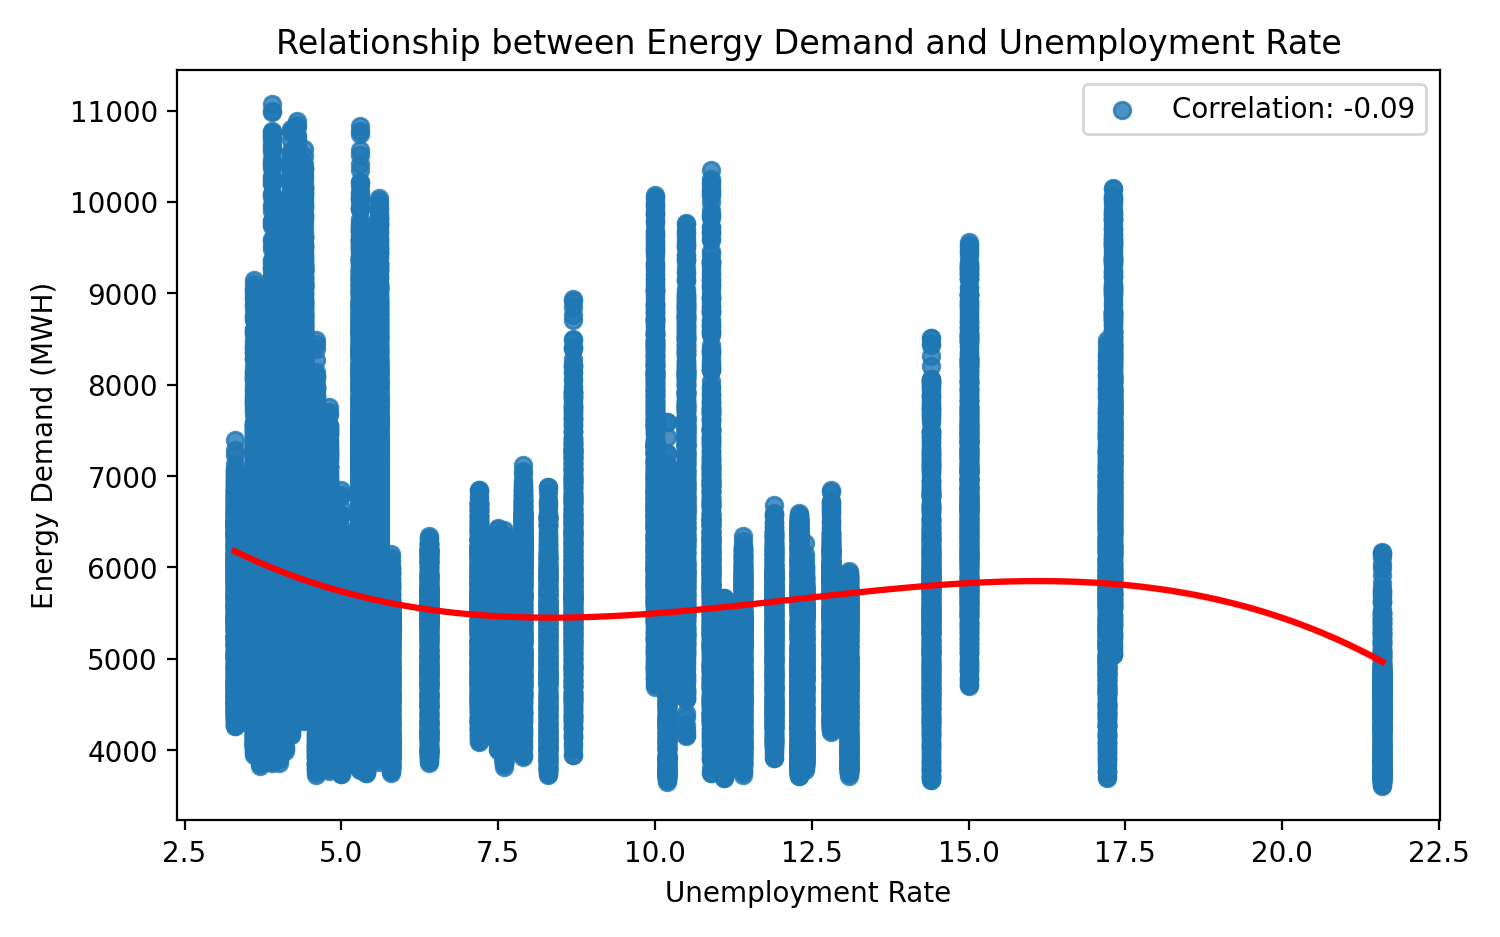 Relationship between Energy Demand and Unemployment Rate
Correlation: -0.09
Energy Demand (MWH)
11000
10000
9000
8000
7000
6000
5000
4000
2.5 5.0 7.5 10.0 12.5 15.0 17.5 20.0 22.5
Unemployment Rate